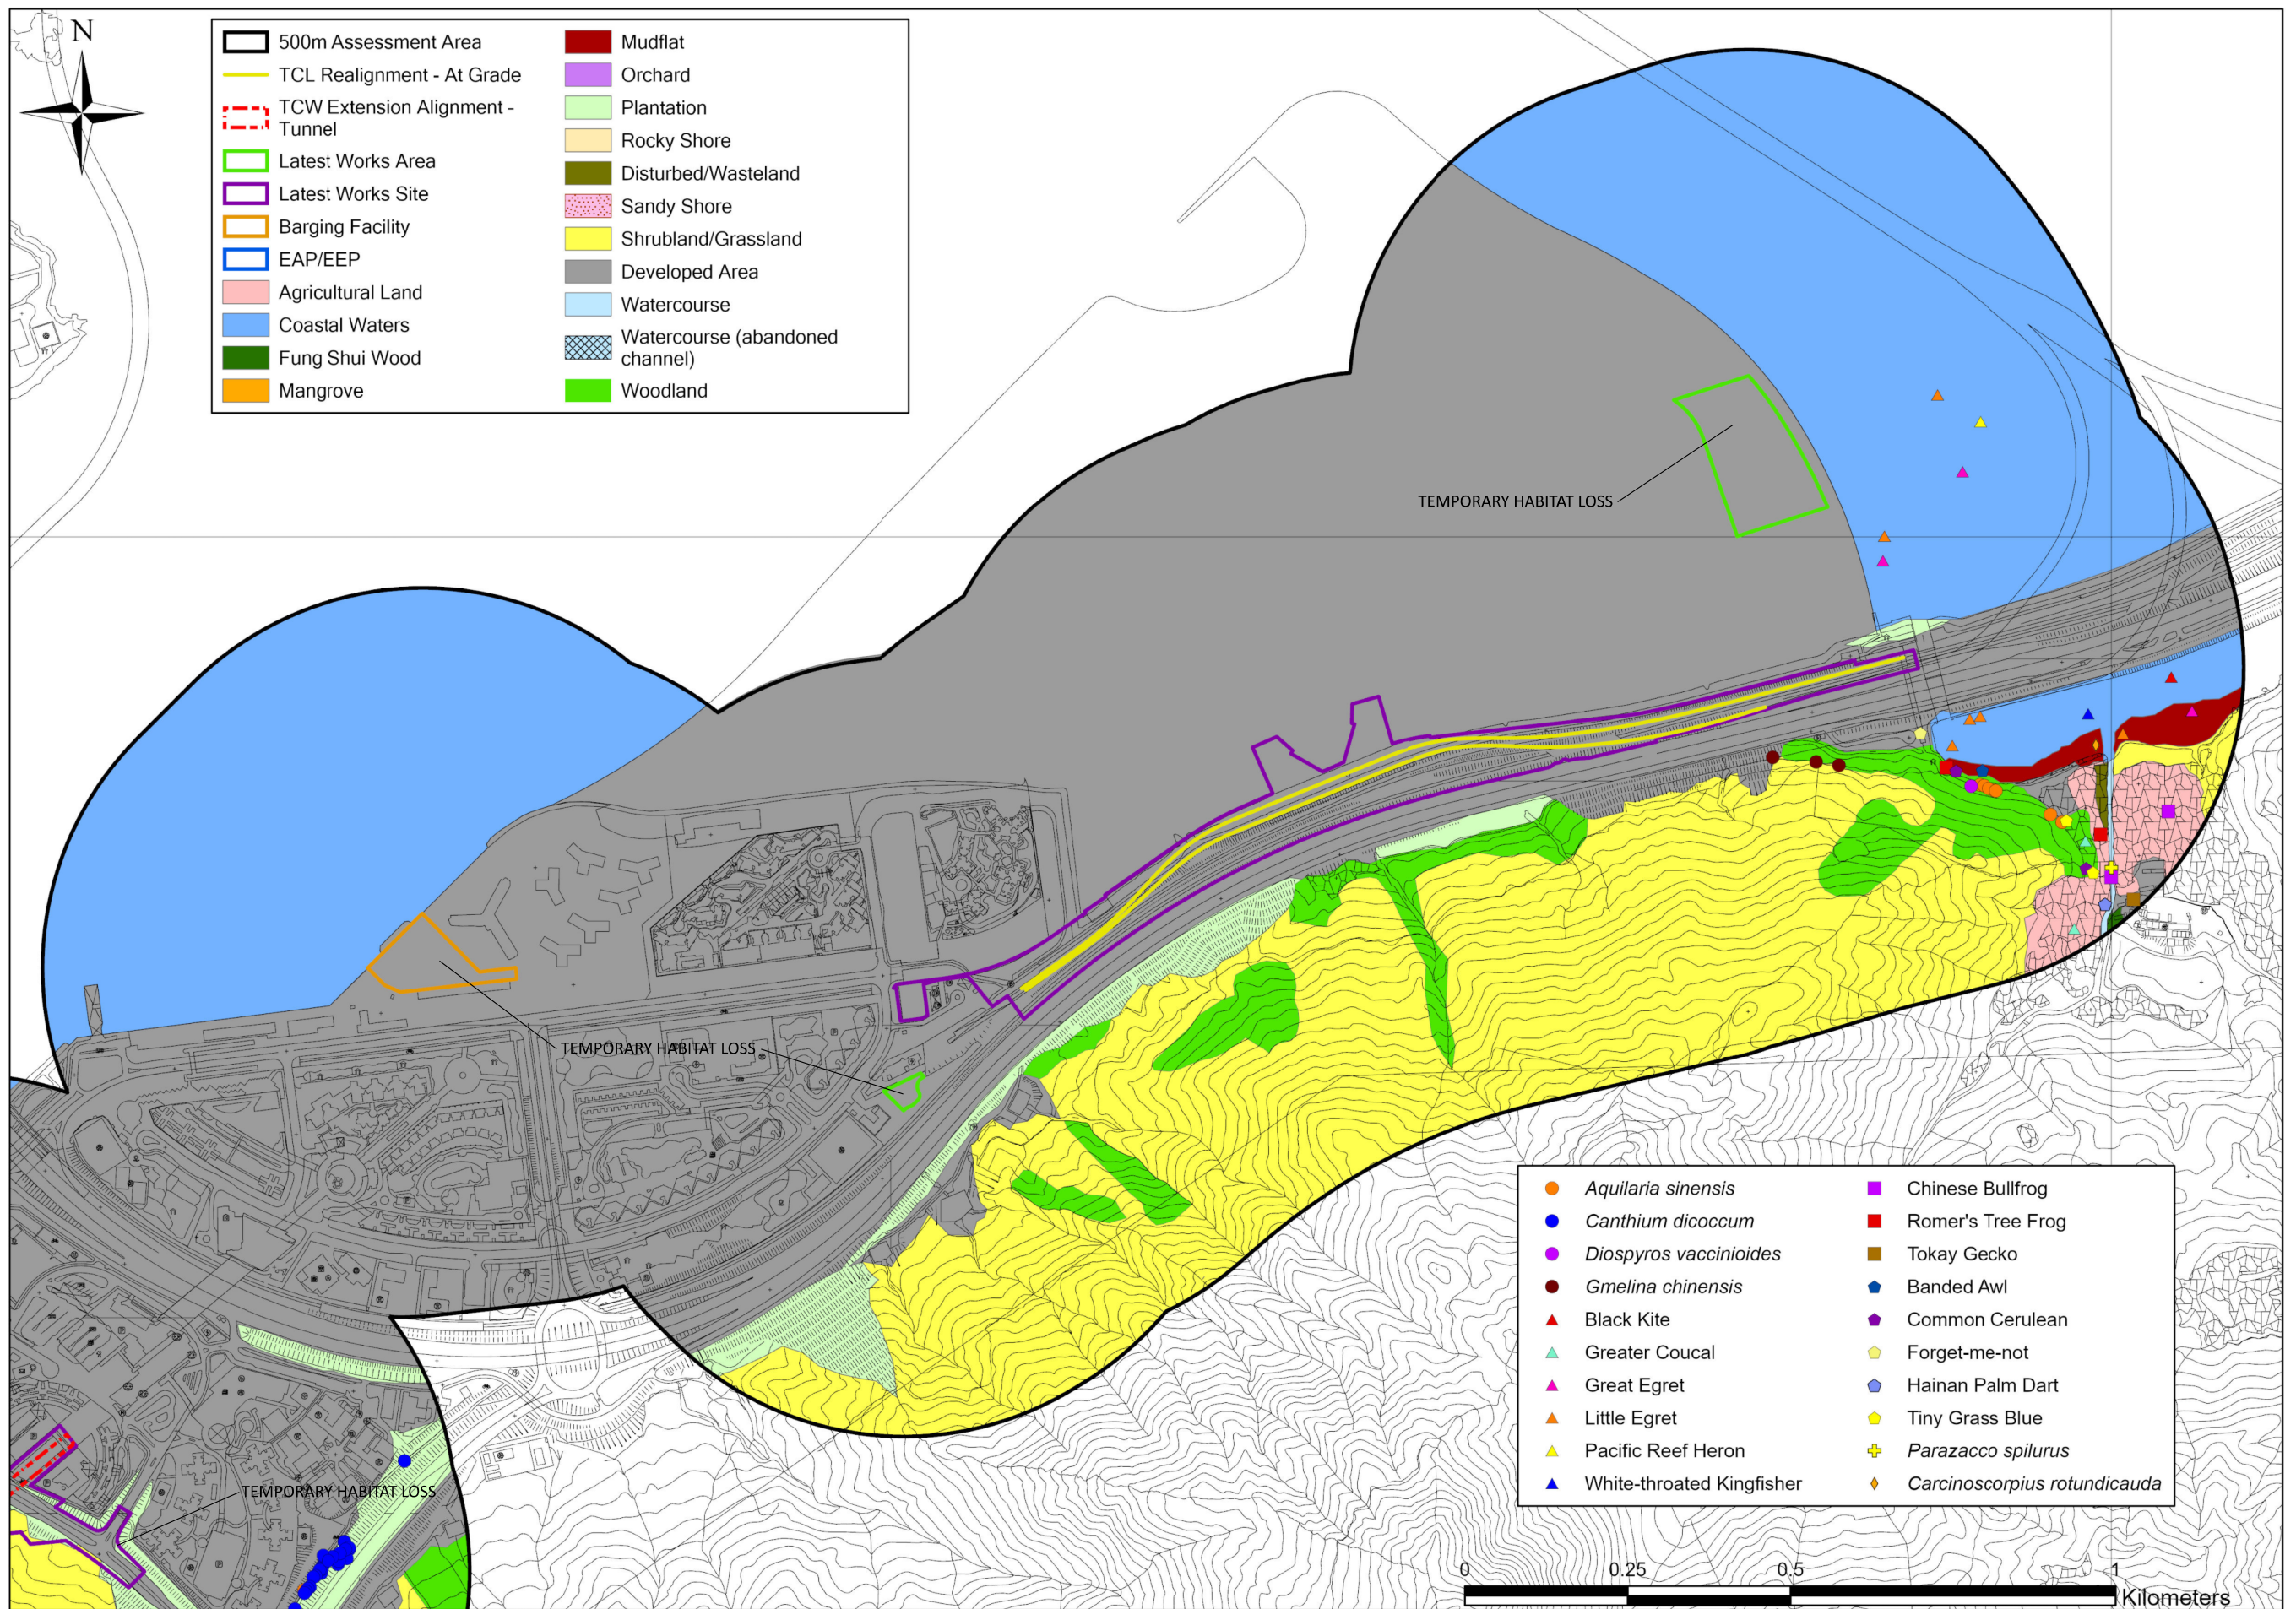 N
500m Assessment Area
TCL Realignment - At Grade
TCW Extension Alignment -
Tunnel
Latest Works Area
Latest Works Site
Barging Facility
EAP/EEP
Agricultural Land
Coastal Waters
Fung Shui Wood
Mangrove
Mudflat
Orchard
Plantation
Rocky Shore
Disturbed/Wasteland
Sandy Shore
Shrubland/Grassland
Developed Area
Watercourse
Watercourse (abandoned
channel)
Woodland
TEMPORARY HABITAT LOSS
TEMPORARY HABITAT LOSS
TEMPORARY HABITAT LOSS
Aquilaria sinensis
Canthium dicoccum
Diospyros vaccinioides
Gmelina chinensis
Black Kite
Greater Coucal
Great Egret
Little Egret
Pacific Reef Heron
White-throated Kingfisher
Chinese Bullfrog
Romer's Tree Frog
Tokay Gecko
Banded Awl
Common Cerulean
Forget-me-not
Hainan Palm Dart
Tiny Grass Blue
Parazacco spilurus
Carcinoscorpius rotundicauda
0 0.25 0.5 1
Kilometers